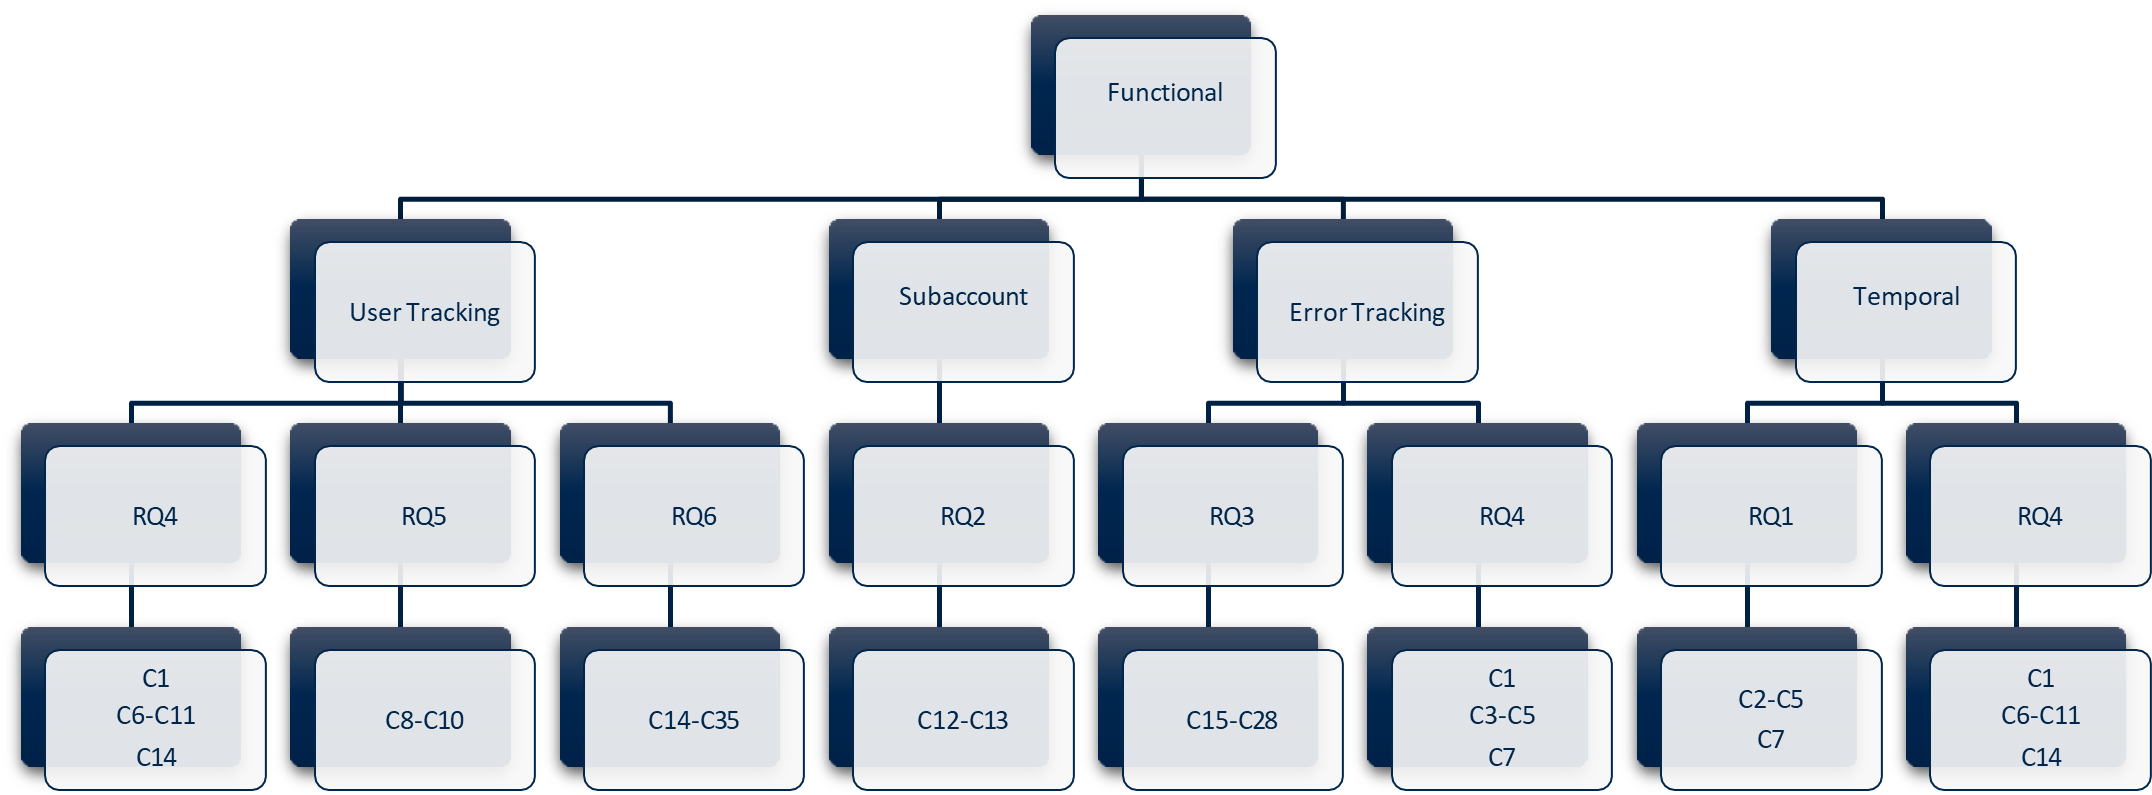 Functional
User Tracking
Subaccount
Error Tracking
Temporal
RQ4
RQ5
RQ6
RQ2
RQ3
RQ4
RQ1
RQ4
C1
C6-C11
C14
C8-C10
C14-C35
C12-C13
C15-C28
C1
C3-C5
C7
C2-C5
C7
C1
C6-C11
C14